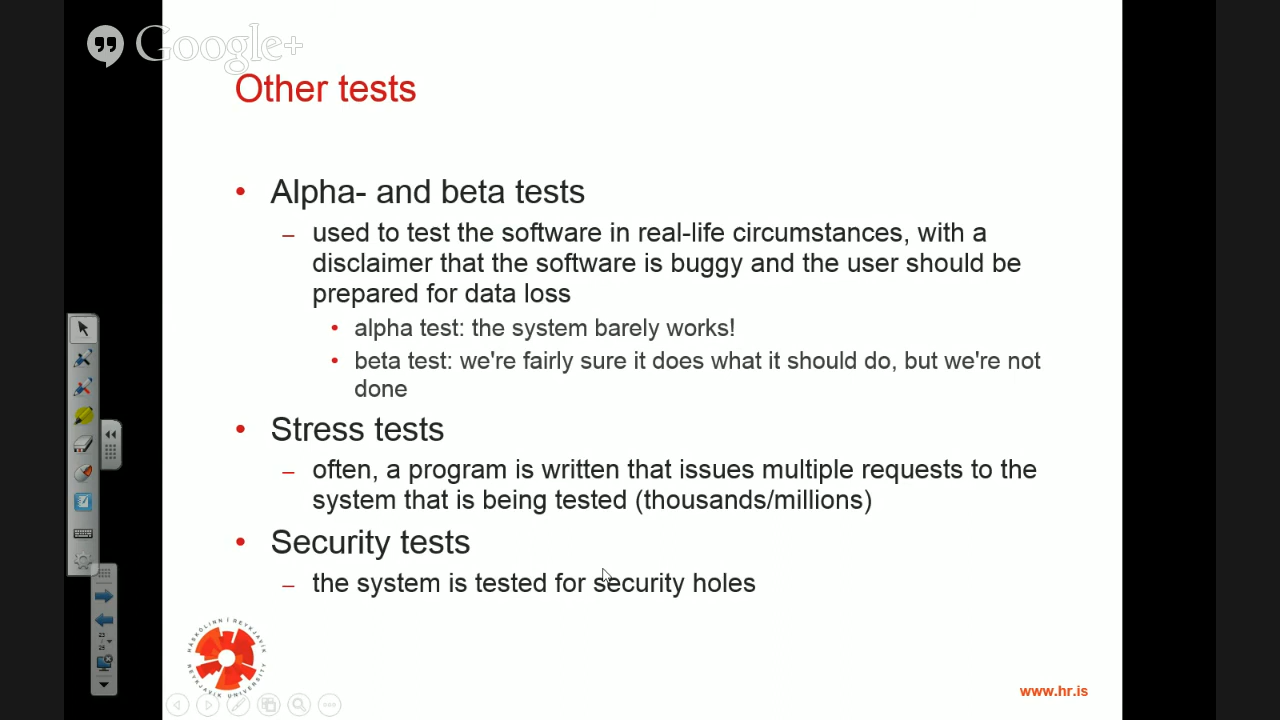 Google+
Other tests
• Alpha- and beta tests
– used to test the software in real-life circumstances, with a
disclaimer that the software is buggy and the user should be
prepared for data loss
• alpha test: the system barely works!
• beta test: we're fairly sure it does what it should do, but we're not
done
• Stress tests
– often, a program is written that issues multiple requests to the
system that is being tested (thousands/millions)
• Security tests
– the system is tested for security holes
HÁSKÓLINN Í REYKJAVÍK
REYKJAVIK UNIVERSITY
www.hr.is